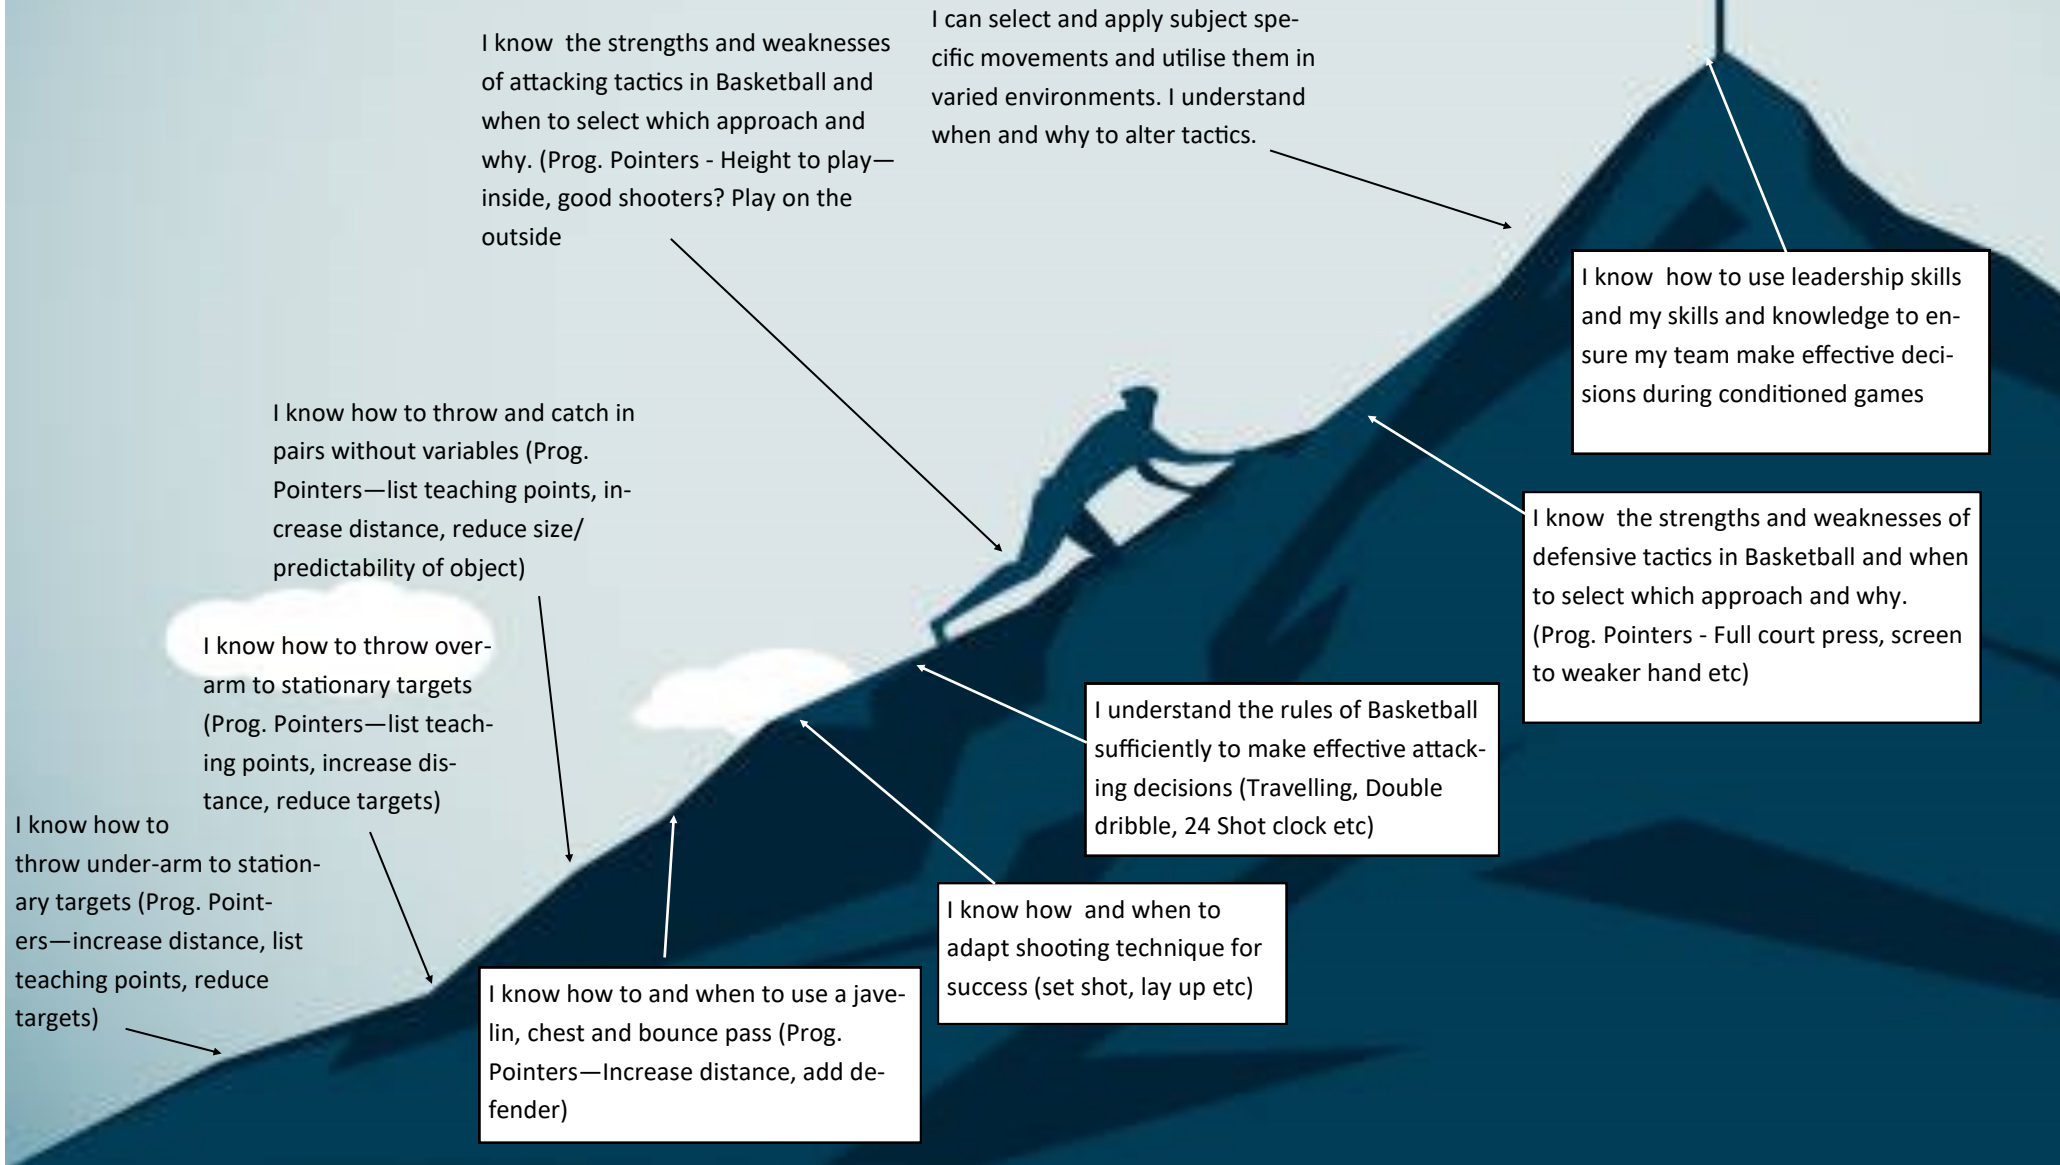 I can select and apply subject spe-
cific movements and utilise them in
varied environments. I understand
when and why to alter tactics.
I know  the strengths and weaknesses
of attacking tactics in Basketball and
when to select which approach and
why. (Prog. Pointers - Height to play—
inside, good shooters? Play on the
outside
I know  how to use leadership skills
and my skills and knowledge to en-
sure my team make effective deci-
sions during conditioned games
I know how to throw and catch in
pairs without variables (Prog.
Pointers—list teaching points, in-
crease distance, reduce size/
predictability of object)
I know  the strengths and weaknesses of
defensive tactics in Basketball and when
to select which approach and why.
(Prog. Pointers - Full court press, screen
to weaker hand etc)
I know how to throw over-
arm to stationary targets
(Prog. Pointers—list teach-
ing points, increase dis-
tance, reduce targets)
I understand the rules of Basketball
sufficiently to make effective attack-
ing decisions (Travelling, Double
dribble, 24 Shot clock etc)
I know how to
throw under-arm to station-
ary targets (Prog. Point-
ers—increase distance, list
teaching points, reduce
targets)
I know how  and when to
adapt shooting technique for
success (set shot, lay up etc)
I know how to and when to use a jave-
lin, chest and bounce pass (Prog.
Pointers—Increase distance, add de-
fender)